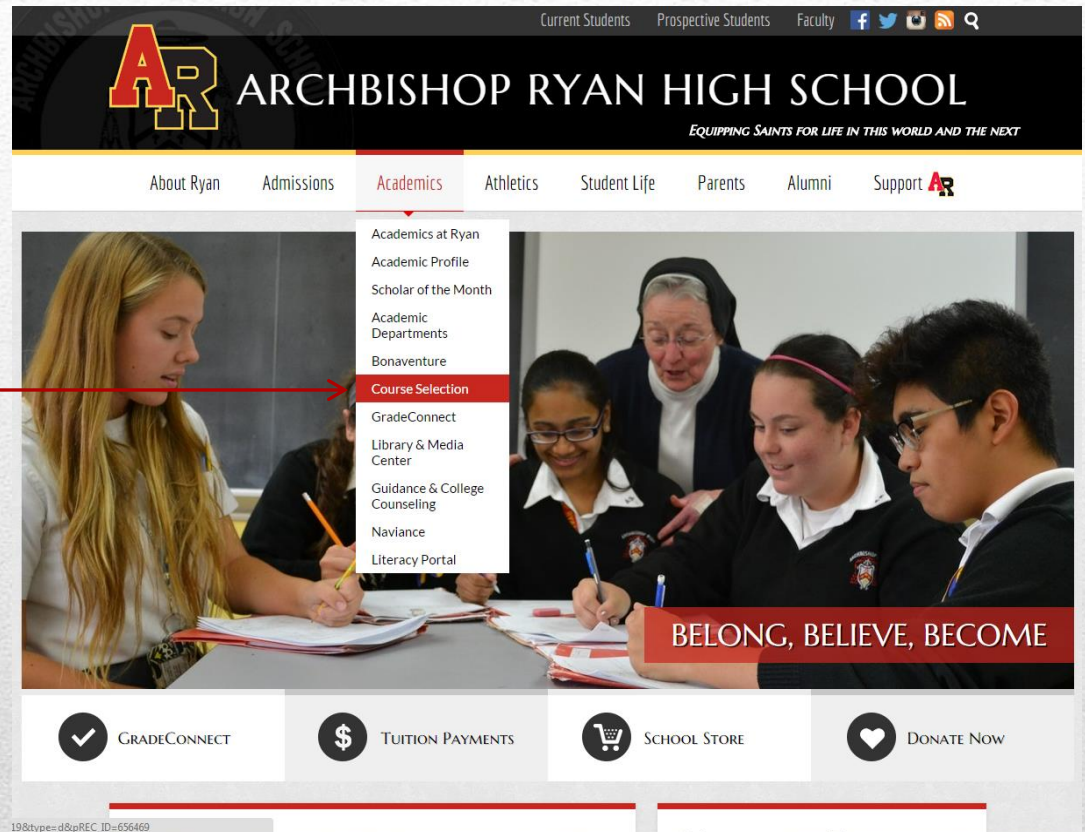 Current Students Prospective Students Faculty
AR ARCHBISHOP RYAN HIGH SCHOOL
EQUIPPING SAINTS FOR LIFE IN THIS WORLD AND THE NEXT
About Ryan Admissions Academics Athletics Student Life Parents Alumni Support AR
Academics at Ryan
Academic Profile
Scholar of the Month
Academic
Departments
Bonaventure
Course Selection
GradeConnect
Library & Media
Center
Guidance & College
Counseling
Naviance
Literacy Portal
BELONG, BELIEVE, BECOME
GRADECONNECT $ TUITION PAYMENTS SCHOOL STORE DONATE NOW
19&type=d&pREC_ID=656469